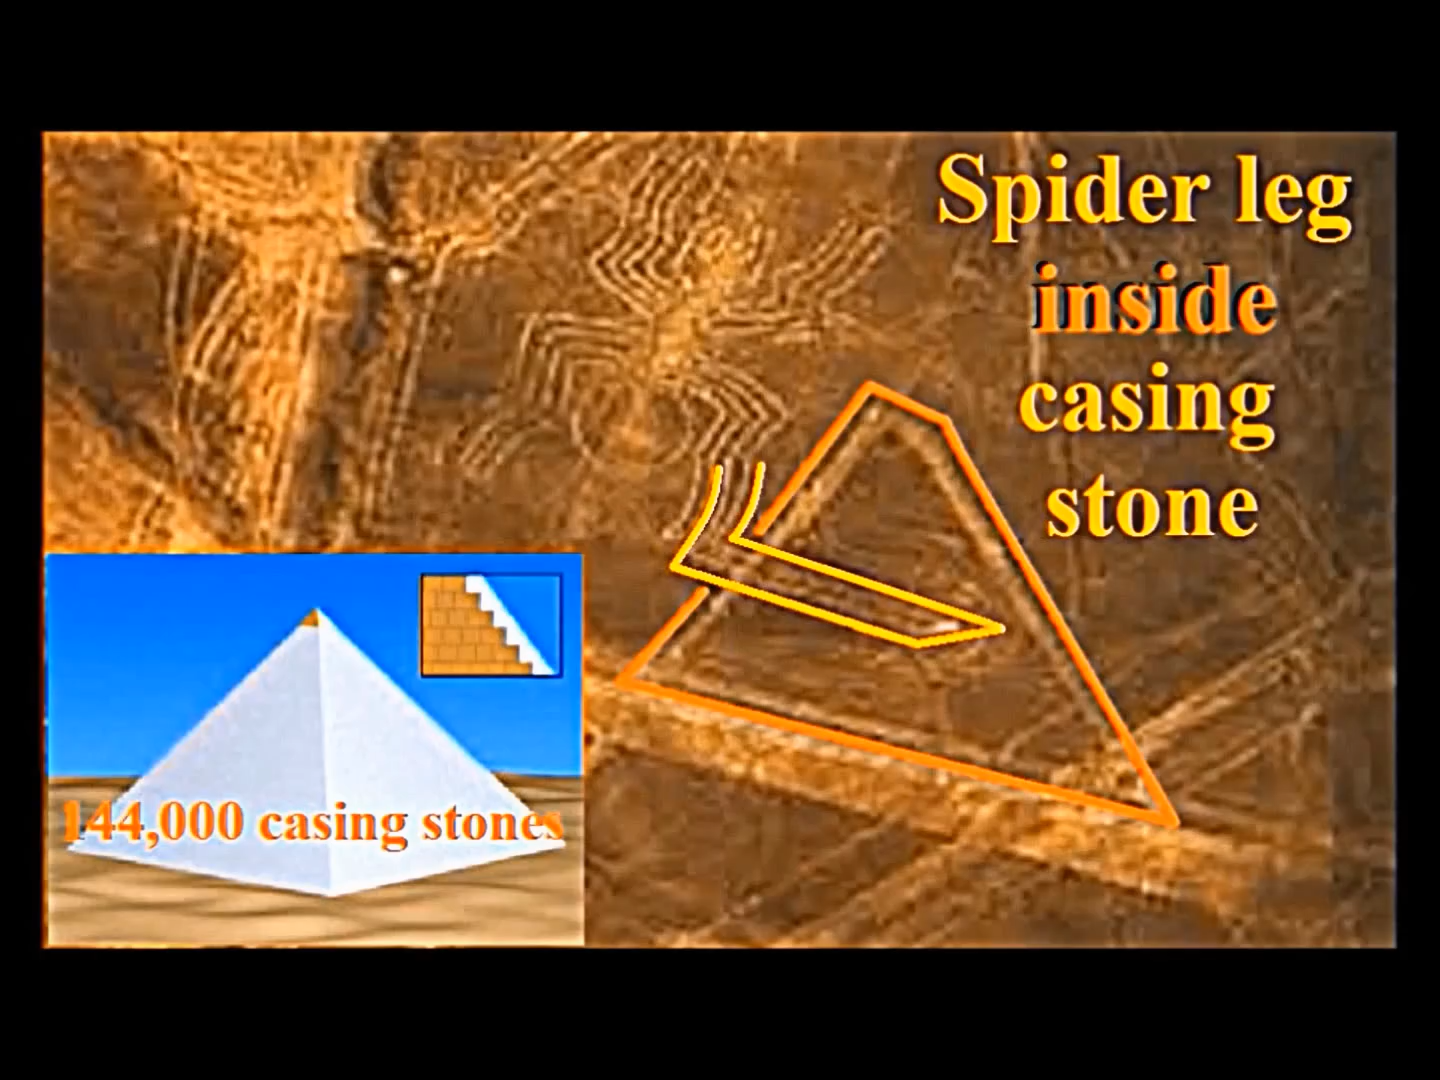 Spider leg
inside
casing
stone
144,000 casing stones